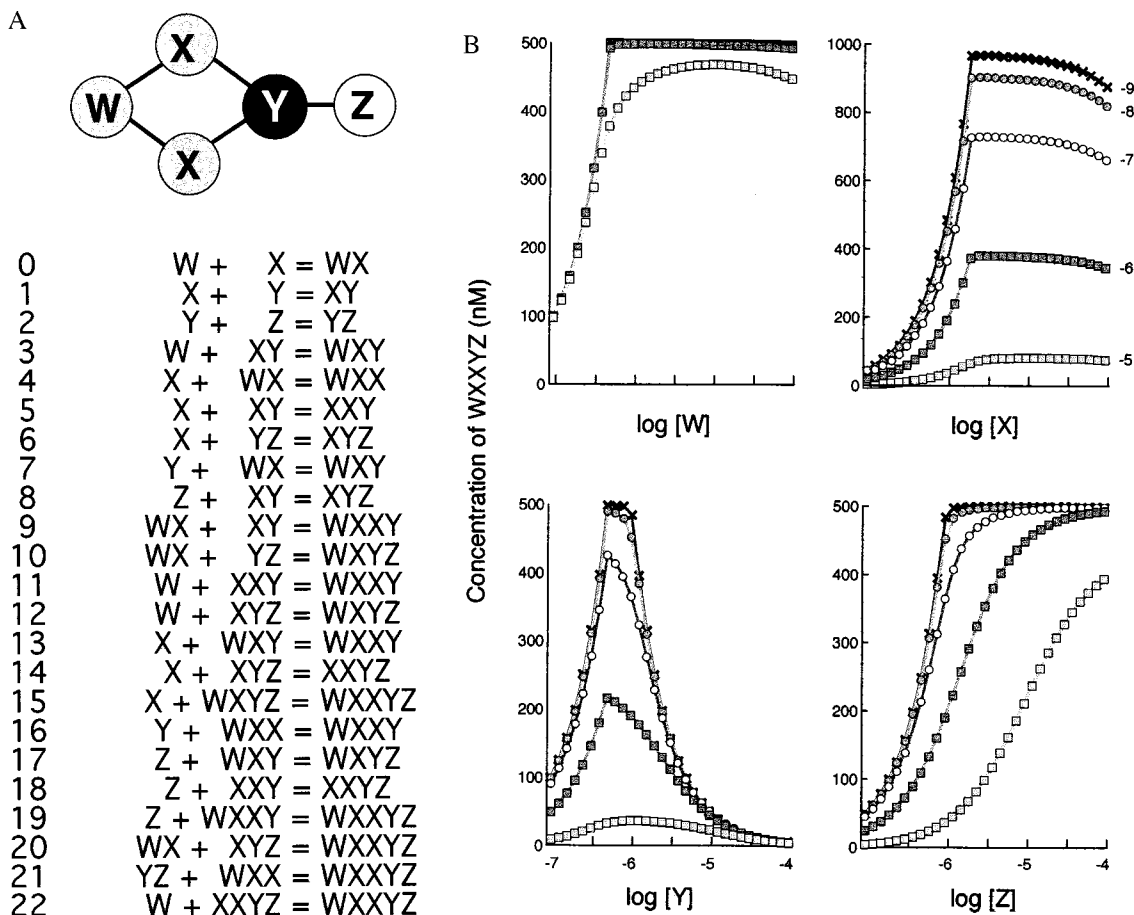 A
X
W
Y
Z
X
0 W + X = WX
1 X + Y = XY
2 Y + Z = YZ
3 W + XY = WXY
4 X + WX = WXX
5 X + XY = XXY
6 X + YZ = XYZ
7 Y + WX = WXY
8 Z + XY = XYZ
9 WX + XY = WXXY
10 WX + YZ = WXYZ
11 W + XXY = WXXY
12 W + XYZ = WXYZ
13 X + WXY = WXXY
14 X + XYZ = XXYZ
15 X + WXYZ = WXXYZ
16 Y + WXX = WXXY
17 Z + WXY = WXYZ
18 Z + XXY = XXYZ
19 Z + WXXY = WXXYZ
20 WX + XYZ = WXXYZ
21 YZ + WXX = WXXYZ
22 W + XXYZ = WXXYZ
B
Concentration of WXXYZ (nM)
500
400
300
200
100
0
log [W]
1000
800
600
400
200
0
-9
-8
-7
-6
-5
log [X]
500
400
300
200
100
0
-7 -6 -5 -4
log [Y]
500
400
300
200
100
0
-6 -5 -4
log [Z]